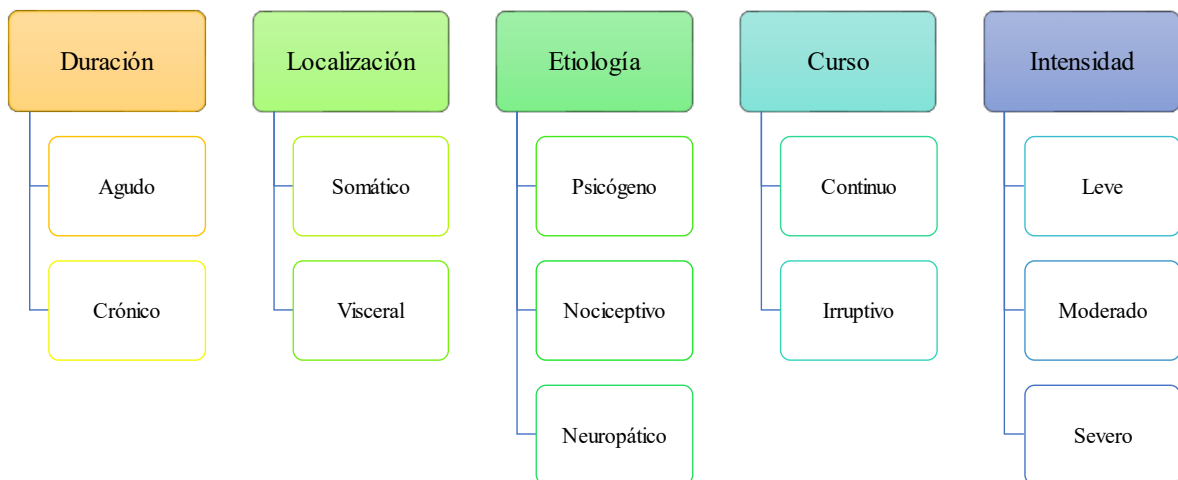 Duración
Agudo
Crónico
Localización
Somático
Visceral
Etiología
Psicógeno
Nociceptivo
Neuropático
Curso
Continuo
Irruptivo
Intensidad
Leve
Moderado
Severo